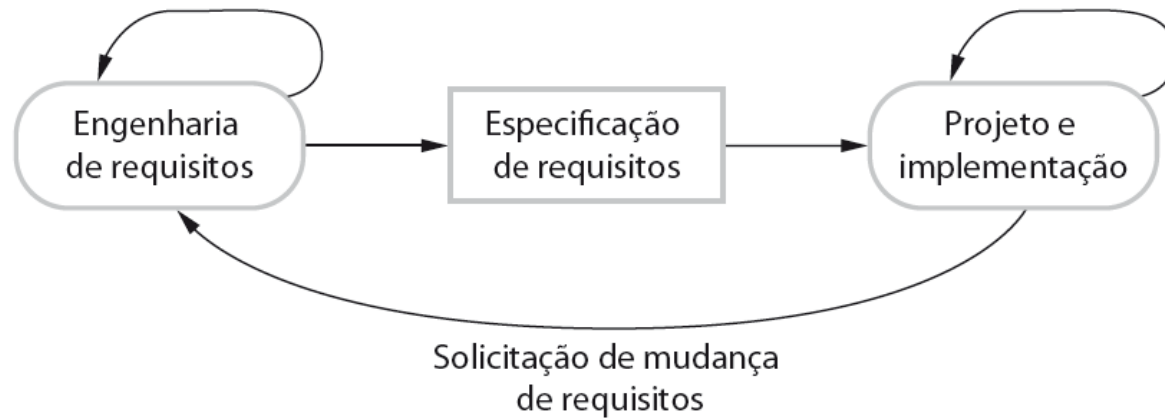 Engenharia
de requisitos
Especificação
de requisitos
Projeto e
implementação
Solicitação de mudança
de requisitos